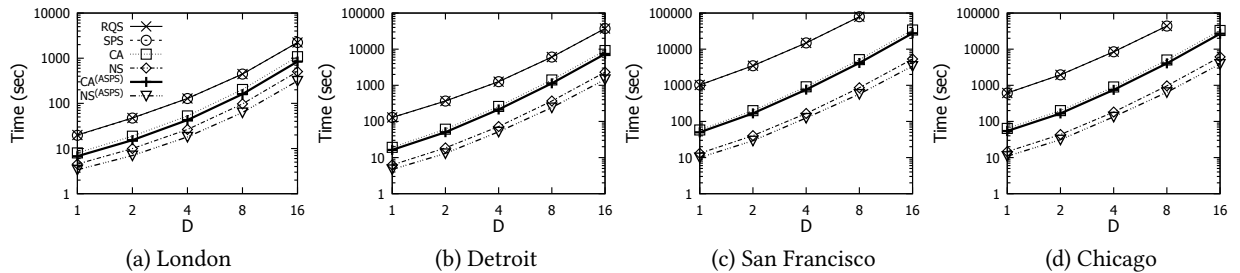 Time (sec)
10000
1000
100
10
1
RQS
SPS
CA
NS
CA(ASPS)
NS(ASPS)
1 2 4 8 16
D
(a) London
Time (sec)
100000
10000
1000
100
10
1
1 2 4 8 16
D
(b) Detroit
Time (sec)
100000
10000
1000
100
10
1
1 2 4 8 16
D
(c) San Francisco
Time (sec)
100000
10000
1000
100
10
1
1 2 4 8 16
D
(d) Chicago